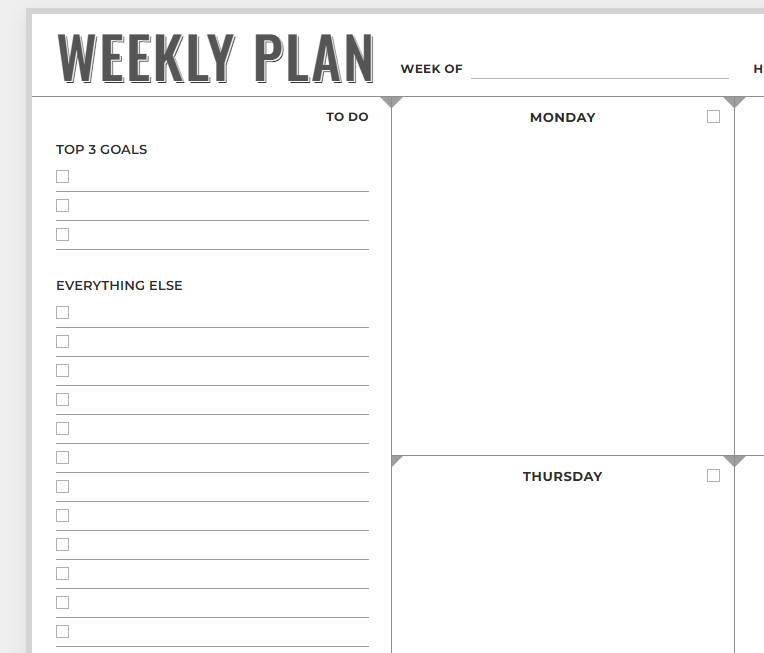 WEEKLY PLAN
WEEK OF
H
TO DO
TOP 3 GOALS
EVERYTHING ELSE
MONDAY
THURSDAY